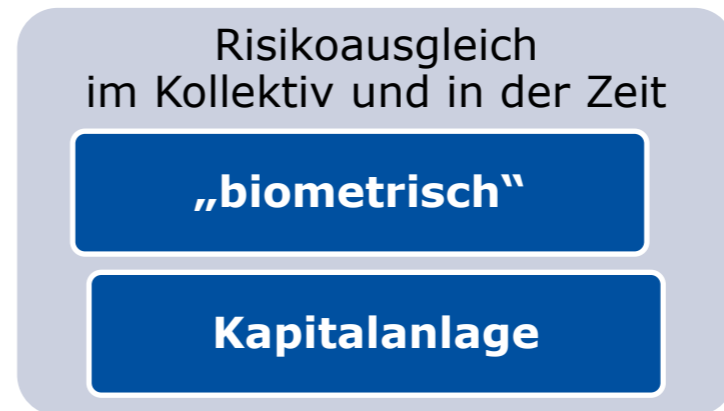 Risikoausgleich
im Kollektiv und in der Zeit
„biometrisch“
Kapitalanlage